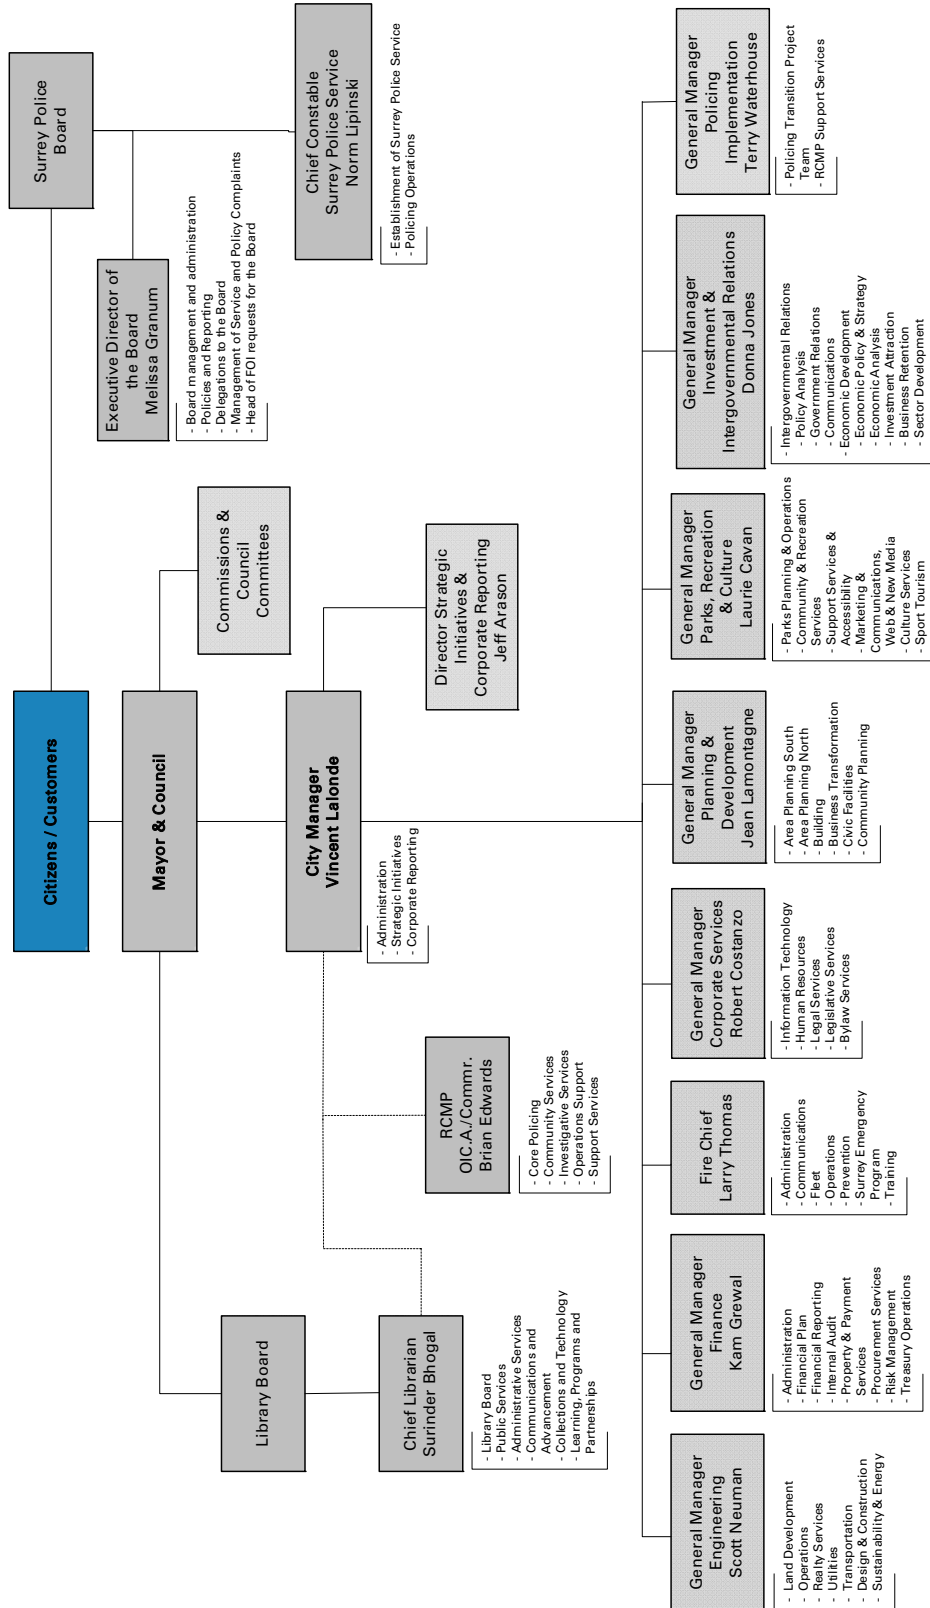 Citizens / Customers
Surrey Police
Board
Executive Director of
the Board
Melissa Granum
- Board management and administration
- Policies and Reporting
- Delegations to the Board
- Management of Service and Policy Complaints
- Head of FOI requests for the Board
Chief Constable
Surrey Police Service
Norm Lipinski
- Establishment of Surrey Police Service
- Policing Operations
Mayor & Council
Commissions &
Council
Committees
Library Board
City Manager
Vincent Lalonde
- Administration
- Strategic Initiatives
- Corporate Reporting
Chief Librarian
Surinder Bhogal
- Library Board
- Public Services
- Administrative Services
- Communications and
Advancement
- Collections and Technology
- Learning, Programs and
Partnerships
RCMP
OIC.A./Commr.
Brian Edwards
- Core Policing
- Community Services
- Investigative Services
- Operations Support
- Support Services
Director Strategic
Initiatives &
Corporate Reporting
Jeff Arason
General Manager
Engineering
Scott Neuman
- Land Development
- Operations
- Realty Services
- Utilities
- Transportation
- Design & Construction
- Sustainability & Energy
General Manager
Finance
Kam Grewal
- Administration
- Financial Plan
- Financial Reporting
- Internal Audit
- Property & Payment
Services
- Procurement Services
- Risk Management
- Treasury Operations
Fire Chief
Larry Thomas
- Administration
- Communications
- Fleet
- Operations
- Prevention
- Surrey Emergency
Program
- Training
General Manager
Corporate Services
Robert Costanzo
- Information Technology
- Human Resources
- Legal Services
- Legislative Services
- Bylaw Services
General Manager
Planning &
Development
Jean Lamontagne
- Area Planning South
- Area Planning North
- Building
- Business Transformation
- Civic Facilities
- Community Planning
General Manager
Parks, Recreation
& Culture
Laurie Cavan
- Parks Planning & Operations
- Community & Recreation
Services
- Support Services &
Accessibility
- Marketing &
Communications,
Web & New Media
- Culture Services
- Sport Tourism
General Manager
Investment &
Intergovernmental Relations
Donna Jones
- Intergovernmental Relations
- Policy Analysis
- Government Relations
- Communications
- Economic Development
- Economic Policy & Strategy
- Economic Analysis
- Investment Attraction
- Business Retention
- Sector Development
General Manager
Policing
Implementation
Terry Waterhouse
- Policing Transition Project
Team
- RCMP Support Services